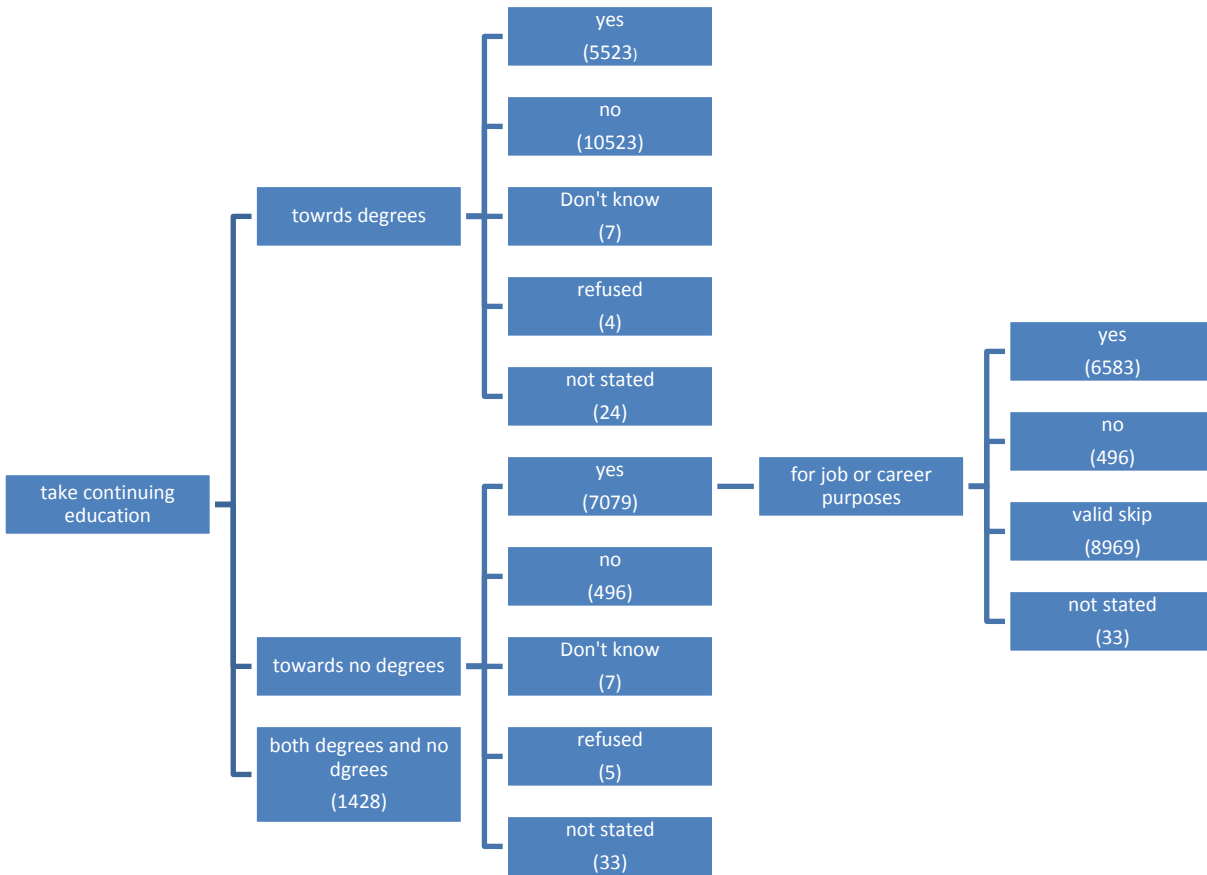 take continuing
education
towrds degrees
yes
(5523)
no
(10523)
Don't know
(7)
refused
(4)
not stated
(24)
towards no degrees
yes
(7079)
no
(496)
Don't know
(7)
refused
(5)
not stated
(33)
for job or career
purposes
yes
(6583)
no
(496)
valid skip
(8969)
not stated
(33)
both degrees and no
dgrees
(1428)